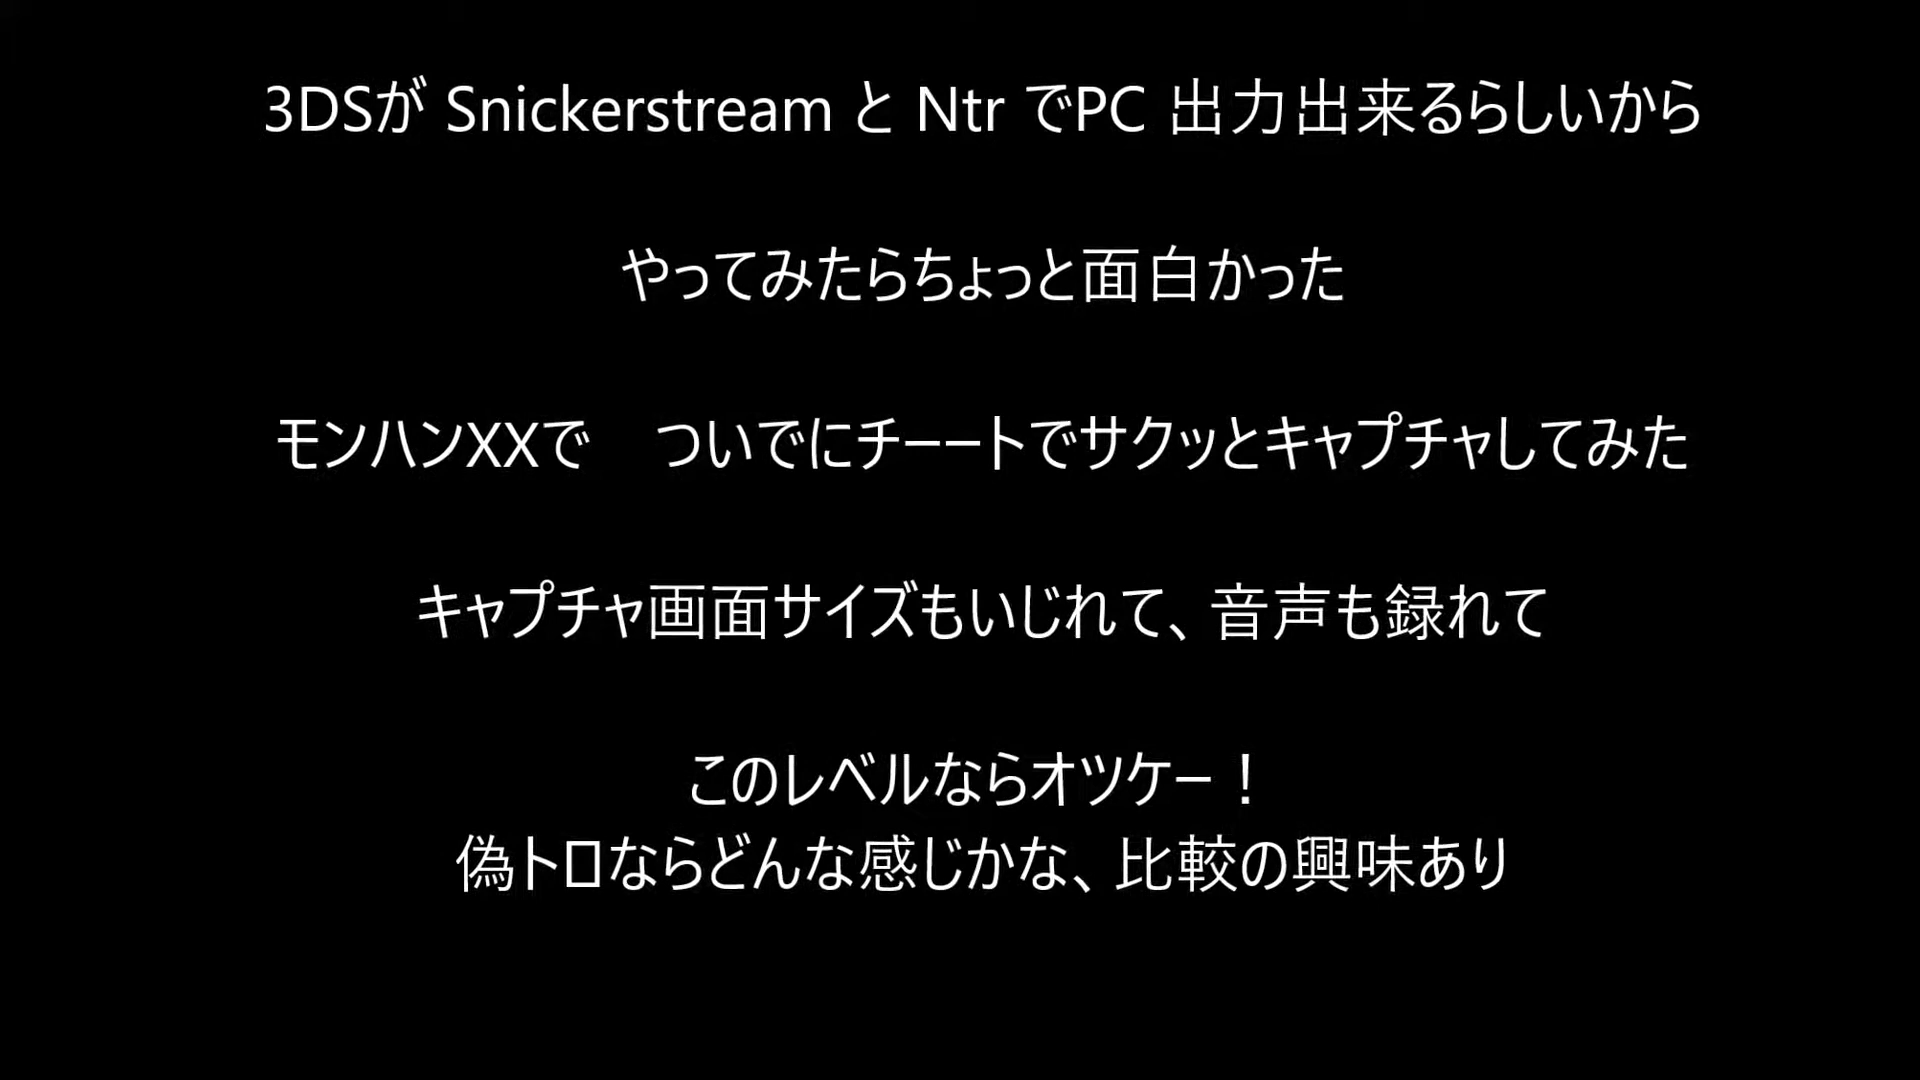 3DSが Snickerstream と Ntr でPC 出力出来るらしいから
やってみたらちょっと面白かった
モンハンXXで　ついでにチーートでサクッとキャプチャしてみた
キャプチャ画面サイズもいじれて、音声も録れて
このレベルならオツケー！
偽トロならどんな感じかな、比較の興味あり